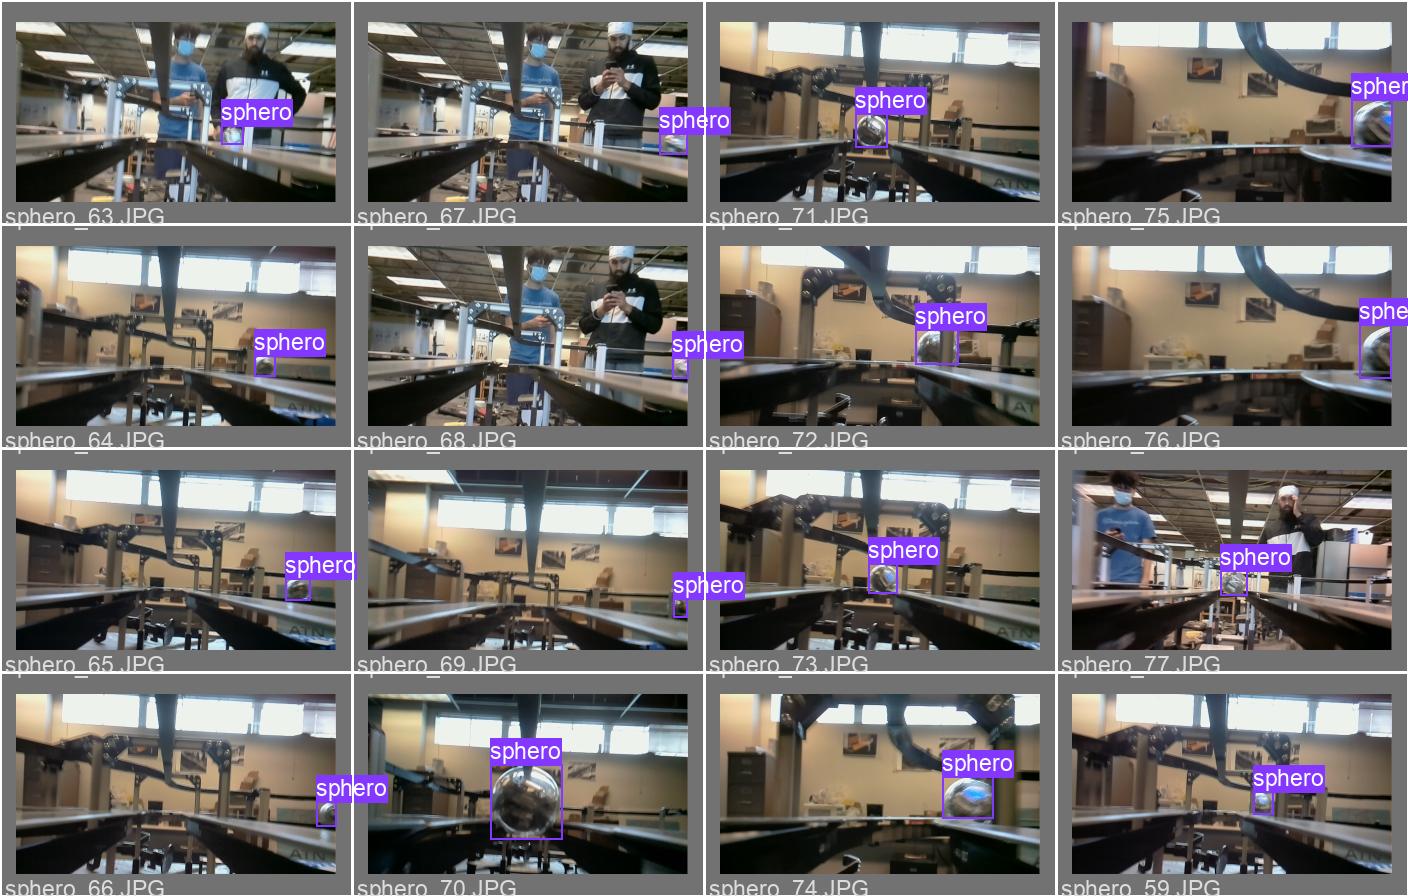 sphero
sphero
sphero
spher
sphero_63.JPG
sphero_67.JPG
sphero_71.JPG
sphero_75.JPG
sphero
sphero
sphero
sphe
sphero_64.JPG
sphero_68.JPG
sphero_72.JPG
sphero_76.JPG
sphero
sphero
sphero
sphero
sphero_65.JPG
sphero_69.JPG
sphero_73.JPG
sphero_77.JPG
sphero
sphero
sphero
sphero
sphero_66.JPG
sphero_70.JPG
sphero_74.JPG
sphero_59.JPG